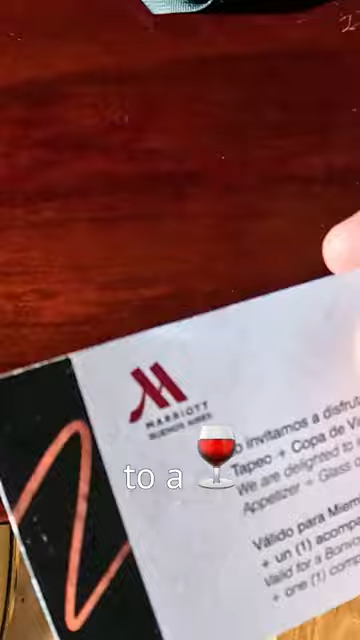 MARRIOTT
BUENOS AIRES
invitamos a disfruta
Tapeo + Copa de Vi
We are delighted to
Appetizer + Glass o
Válido para Miem
+ un (1) acomp
Valid for a Bonvo
+ one (1) comp
to a 🍷